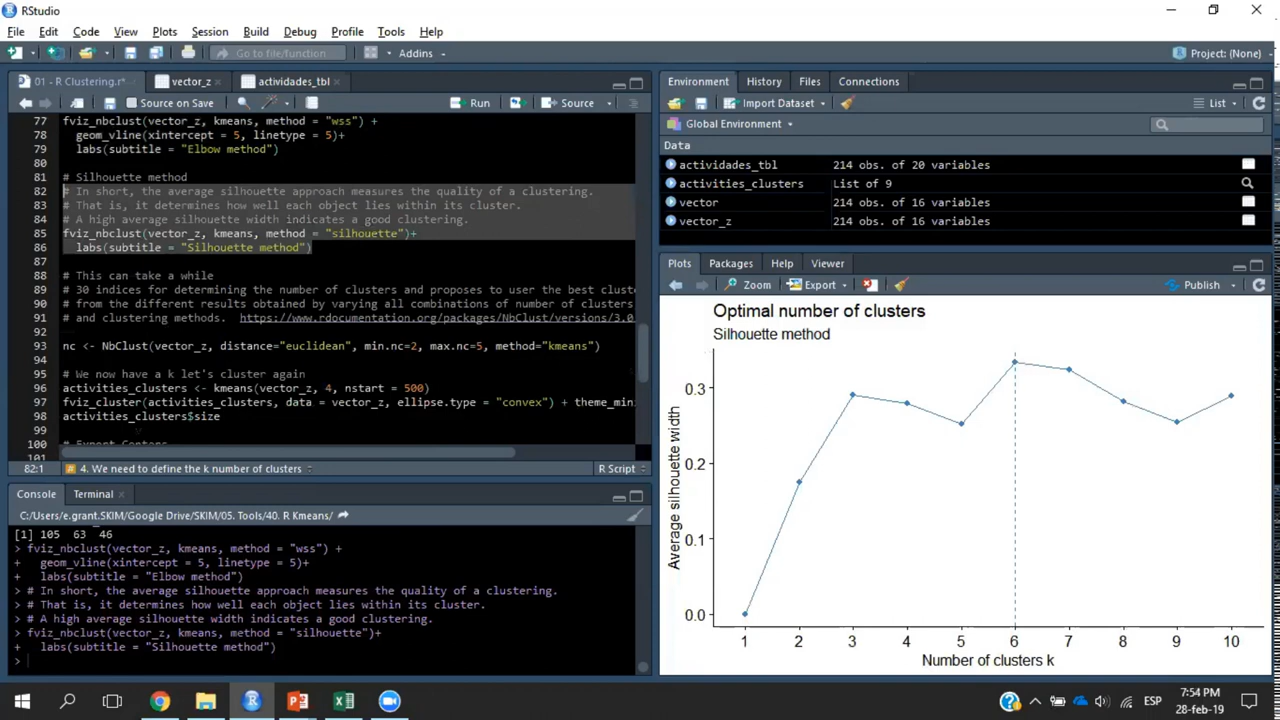 RStudio
File Edit Code View Plots Session Build Debug Profile Tools Help
Go to file/function Addins Project: (None)
01 - R Clustering.r* vector_z actividades_tbl
Source on Save Run Source
77 fviz_nbclust(vector_z, kmeans, method = "wss") +
78 geom_vline(xintercept = 5, linetype = 5)+
79 labs(subtitle = "Elbow method")
80
81 # Silhouette method
82 # In short, the average silhouette approach measures the quality of a clustering.
83 # That is, it determines how well each object lies within its cluster.
84 # A high average silhouette width indicates a good clustering.
85 fviz_nbclust(vector_z, kmeans, method = "silhouette")+
86 labs(subtitle = "Silhouette method")
87
88 # This can take a while
89 # 30 indices for determining the number of clusters and proposes to user the best cluste
90 # from the different results obtained by varying all combinations of number of clusters
91 # and clustering methods. https://www.rdocumentation.org/packages/NbClust/versions/3.0
92
93 nc <- NbClust(vector_z, distance="euclidean", min.nc=2, max.nc=5, method="kmeans")
94
95 # We now have a k let's cluster again
96 activities_clusters <- kmeans(vector_z, 4, nstart = 500)
97 fviz_cluster(activities_clusters, data = vector_z, ellipse.type = "convex") + theme_mini
98 activities_clusters$size
99
100 # Export Centers
101
82:1 4. We need to define the k number of clusters R Script
Console Terminal
C:/Users/e.grant.SKIM/Google Drive/SKIM/05. Tools/40. R Kmeans/
[1] 105 63 46
> fviz_nbclust(vector_z, kmeans, method = "wss") +
+ geom_vline(xintercept = 5, linetype = 5)+
+ labs(subtitle = "Elbow method")
> # In short, the average silhouette approach measures the quality of a clustering.
> # That is, it determines how well each object lies within its cluster.
> # A high average silhouette width indicates a good clustering.
> fviz_nbclust(vector_z, kmeans, method = "silhouette")+
+ labs(subtitle = "Silhouette method")
>
Environment History Files Connections
Import Dataset List
Global Environment
Data
actividades_tbl 214 obs. of 20 variables
activities_clusters List of 9
vector 214 obs. of 16 variables
vector_z 214 obs. of 16 variables
Plots Packages Help Viewer
Zoom Export Publish
Optimal number of clusters
Silhouette method
Average silhouette width
0.3
0.2
0.1
0.0
1 2 3 4 5 6 7 8 9 10
Number of clusters k
ESP
7:54 PM
28-feb-19